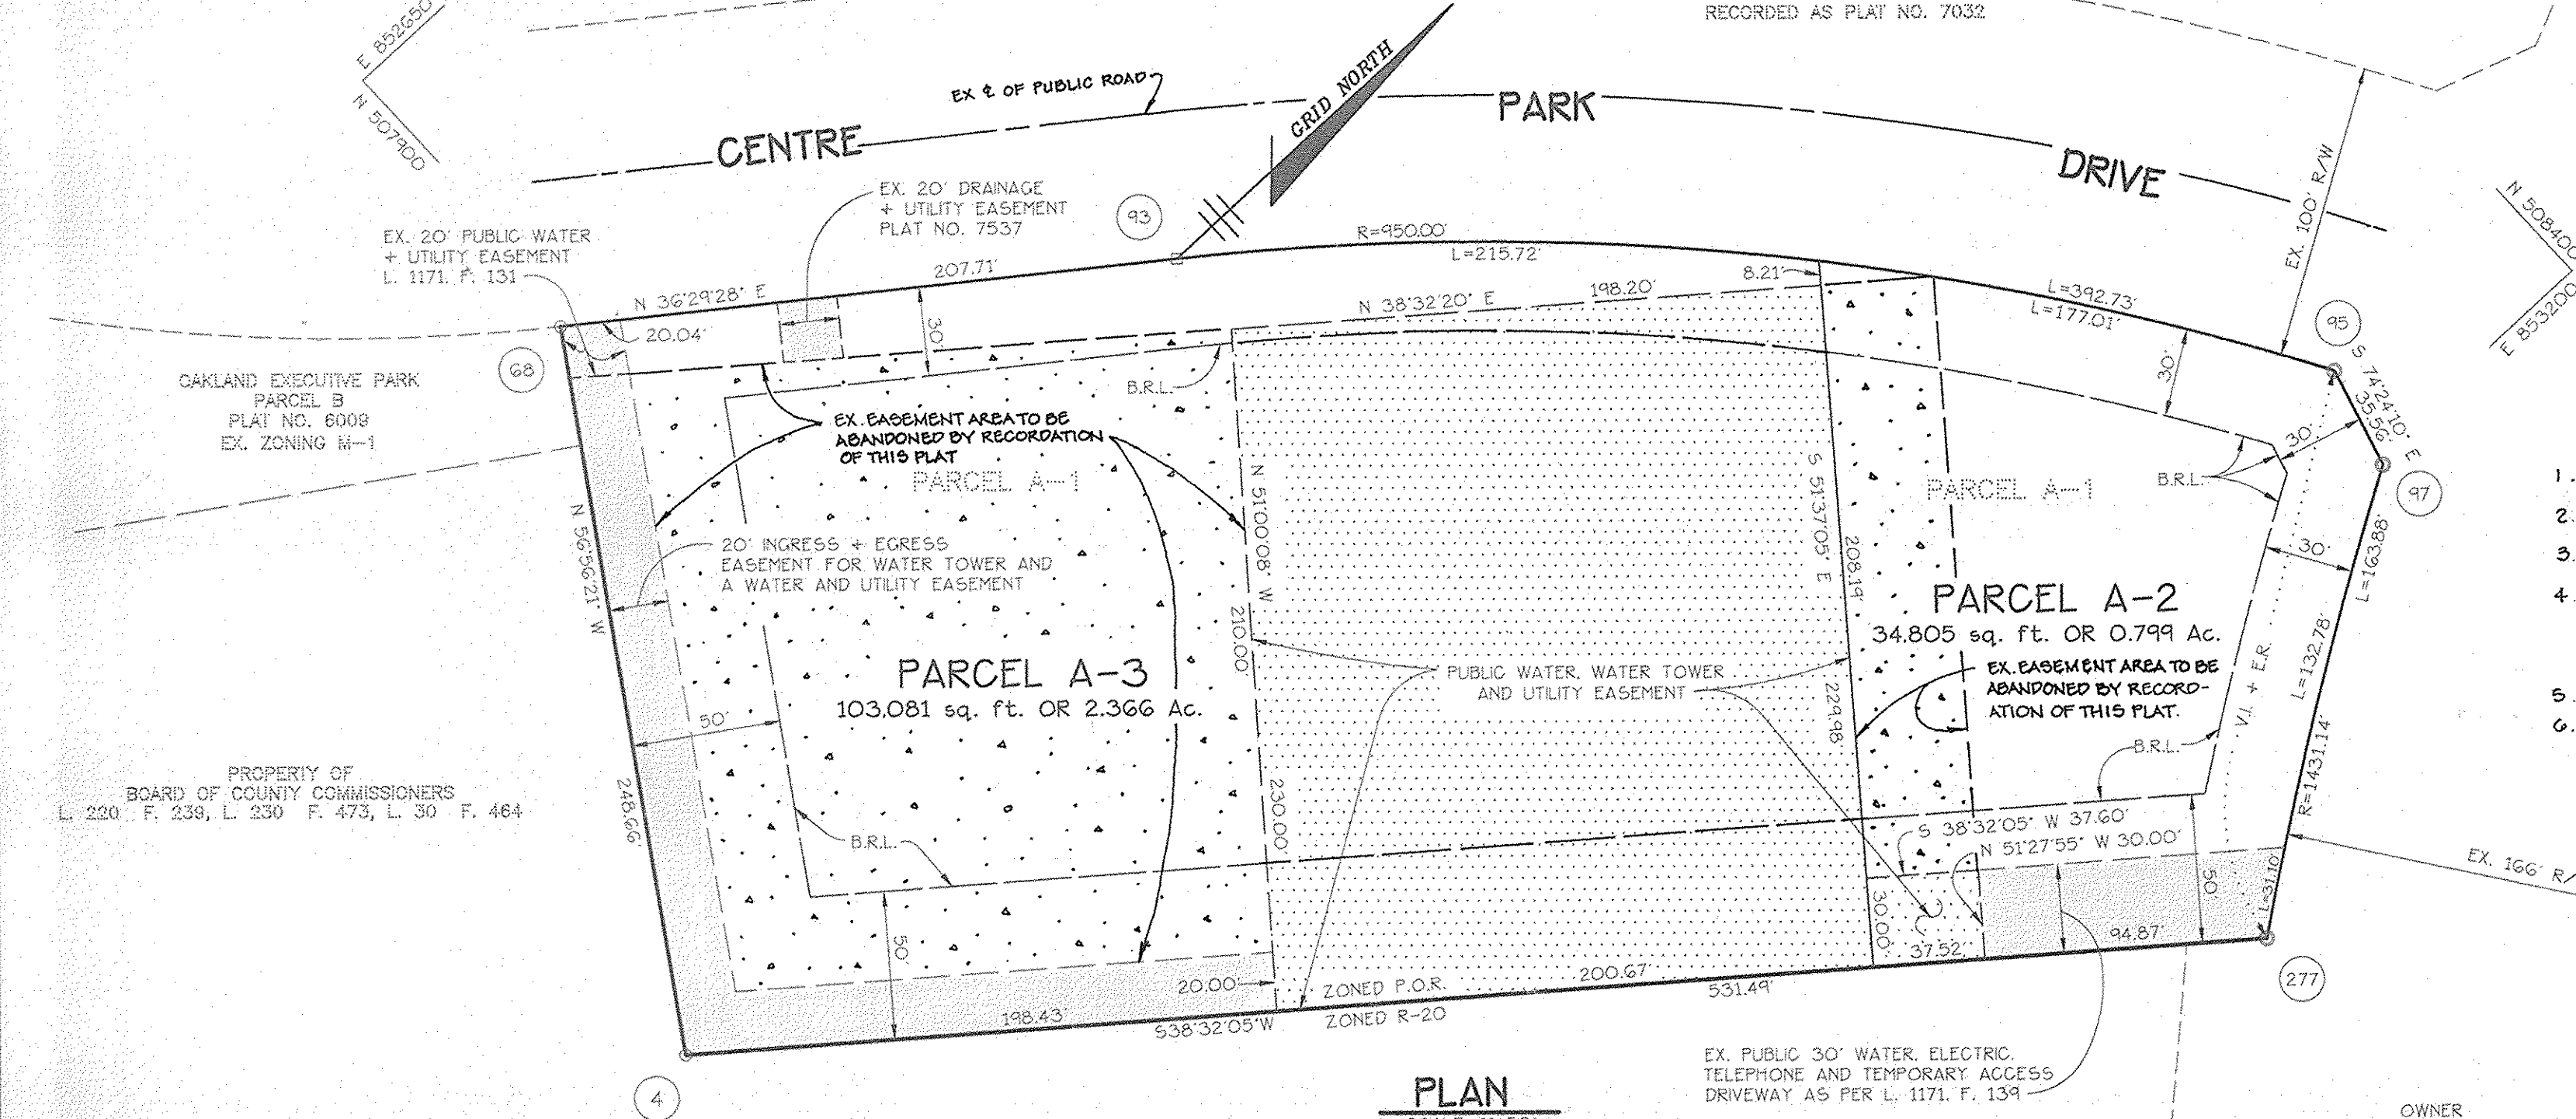 RECORDED AS PLAT NO. 7032
E 852650
N 507900
EX ℄ OF PUBLIC ROAD
GRID NORTH
CENTRE PARK DRIVE
EX. 100' R/W
N 508400
E 853200
EX. 20' DRAINAGE
+ UTILITY EASEMENT
PLAT NO. 7537
93
EX. 20' PUBLIC WATER
+ UTILITY EASEMENT
L. 1171. F. 131
N 36°29'28" E
207.71'
20.04'
30'
R=950.00'
L=215.72'
8.21'
198.20'
N 38°32'20" E
L=392.73'
L=177.01'
95
S 74°24'10" E
35.56'
30'
30'
68
97
OAKLAND EXECUTIVE PARK
PARCEL B
PLAT NO. 6009
EX. ZONING M-1
B.R.L.
EX. EASEMENT AREA TO BE
ABANDONED BY RECORDATION
OF THIS PLAT
PARCEL A-1
B.R.L.
PARCEL A-1
N 56°56'21" W
20' INGRESS + EGRESS
EASEMENT FOR WATER TOWER AND
A WATER AND UTILITY EASEMENT
N 51°00'08" W
210.00'
S 51°37'05" E
208.19'
30'
L=163.88'
PARCEL A-2
34,805 sq. ft. OR 0.799 Ac.
PARCEL A-3
103,081 sq. ft. OR 2.366 Ac.
PUBLIC WATER, WATER TOWER
AND UTILITY EASEMENT
EX. EASEMENT AREA TO BE
ABANDONED BY RECORD-
ATION OF THIS PLAT.
229.98'
V.I. + E.R.
L=132.78'
R=1431.14'
50'
B.R.L.
PROPERTY OF
BOARD OF COUNTY COMMISSIONERS
L. 220 F. 239, L. 230 F. 473, L. 30 F. 464
248.66'
B.R.L.
230.00'
S 38°32'05" W 37.60'
N 51°27'55" W 30.00'
EX. 166' R/
50'
30.00'
50'
L=31.10'
37.52'
94.87'
20.00'
ZONED P.O.R.
200.67'
531.49'
277
198.43'
S38°32'05"W
ZONED R-20
EX. PUBLIC 30' WATER, ELECTRIC,
TELEPHONE AND TEMPORARY ACCESS
DRIVEWAY AS PER L. 1171. F. 139
4
PLAN
OWNER
1.
2.
3.
4
5.
6.